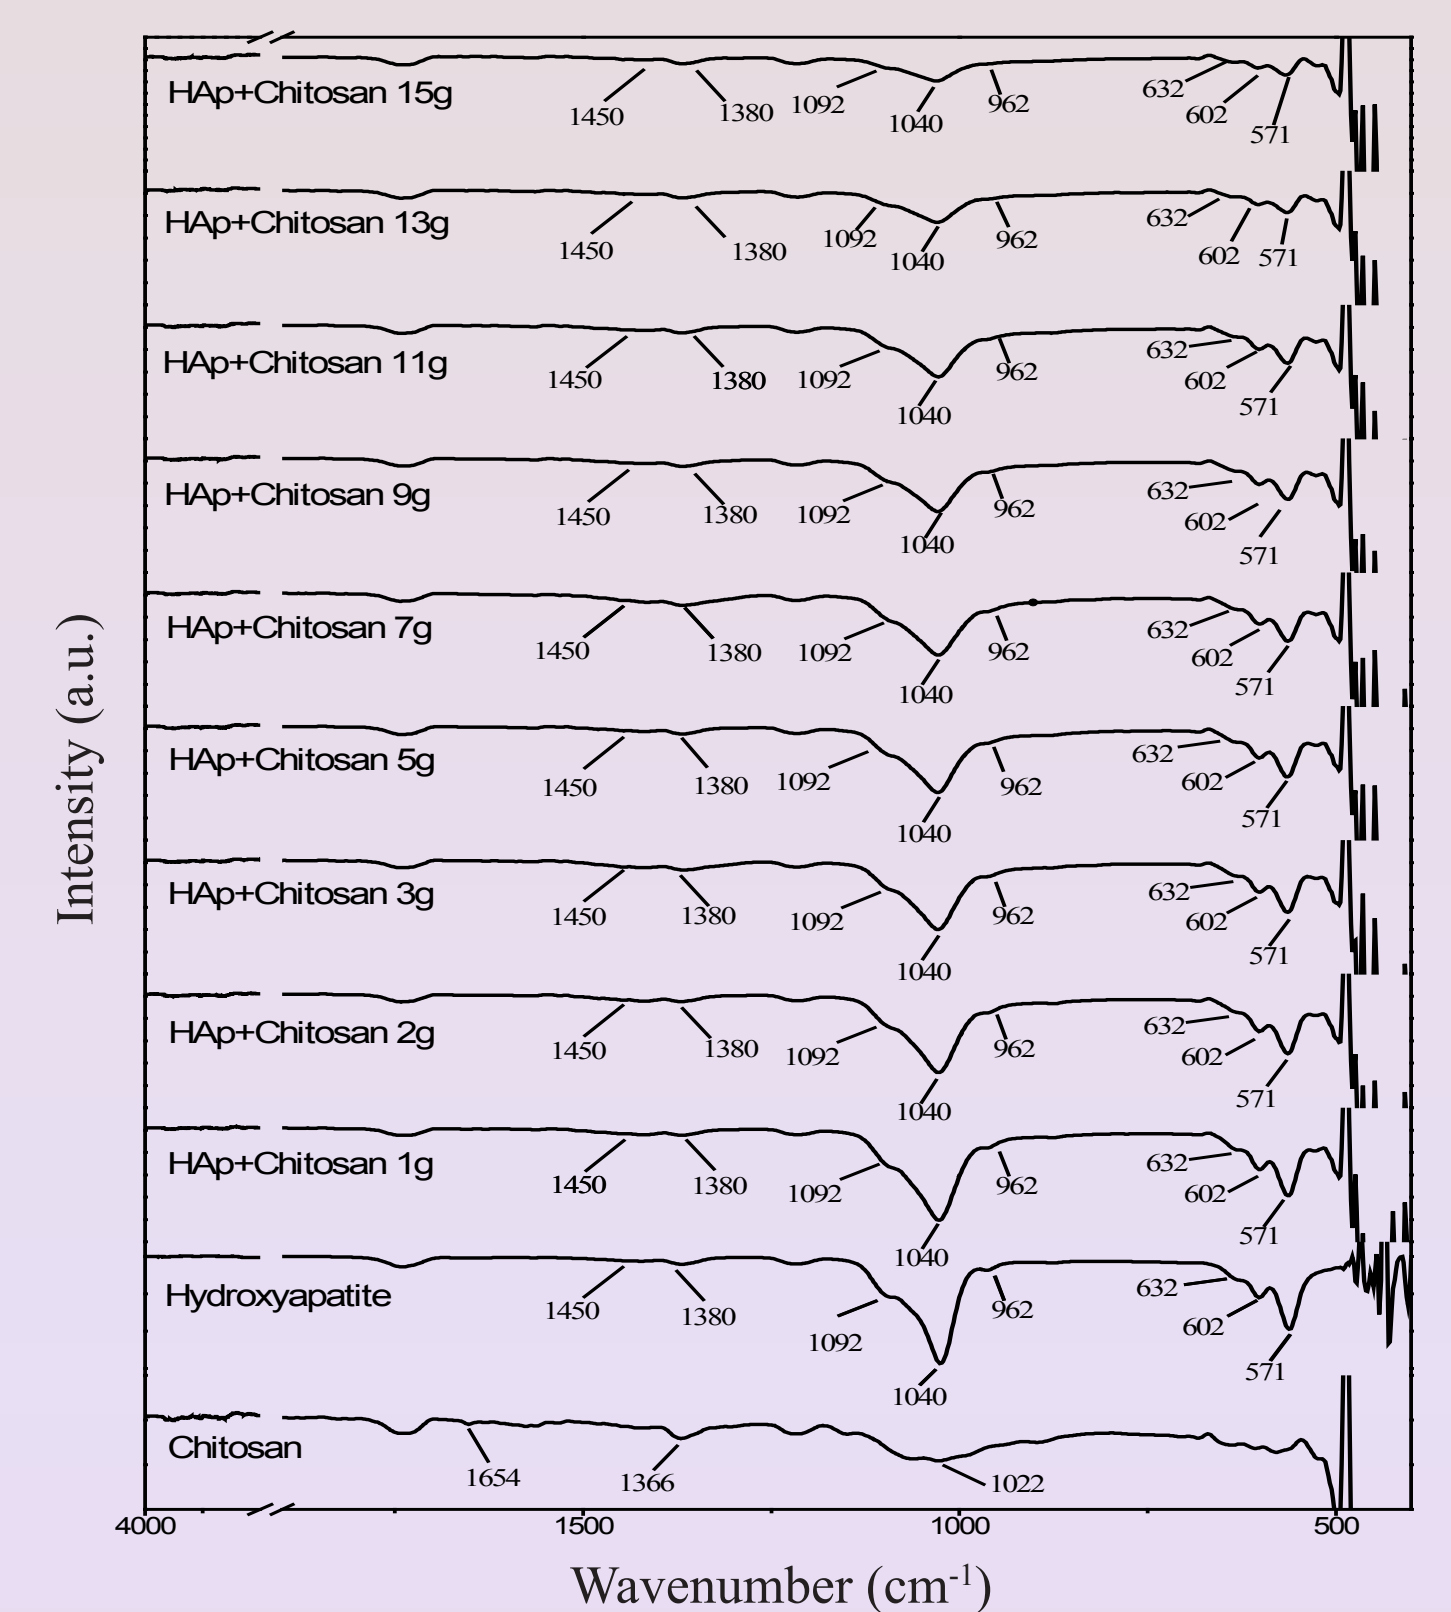 HAp+Chitosan 15g
1450 1380 1092 1040 962 632 602 571
HAp+Chitosan 13g
1450 1380 1092 1040 962 632 602 571
HAp+Chitosan 11g
1450 1380 1092 1040 962 632 602 571
HAp+Chitosan 9g
1450 1380 1092 1040 962 632 602 571
HAp+Chitosan 7g
1450 1380 1092 1040 962 632 602 571
HAp+Chitosan 5g
1450 1380 1092 1040 962 632 602 571
HAp+Chitosan 3g
1450 1380 1092 1040 962 632 602 571
HAp+Chitosan 2g
1450 1380 1092 1040 962 632 602 571
HAp+Chitosan 1g
1450 1380 1092 1040 962 632 602 571
Hydroxyapatite
1450 1380 1092 1040 962 632 602 571
Chitosan
1654 1366 1022
4000 1500 1000 500
Wavenumber (cm⁻¹)
Intensity (a.u.)